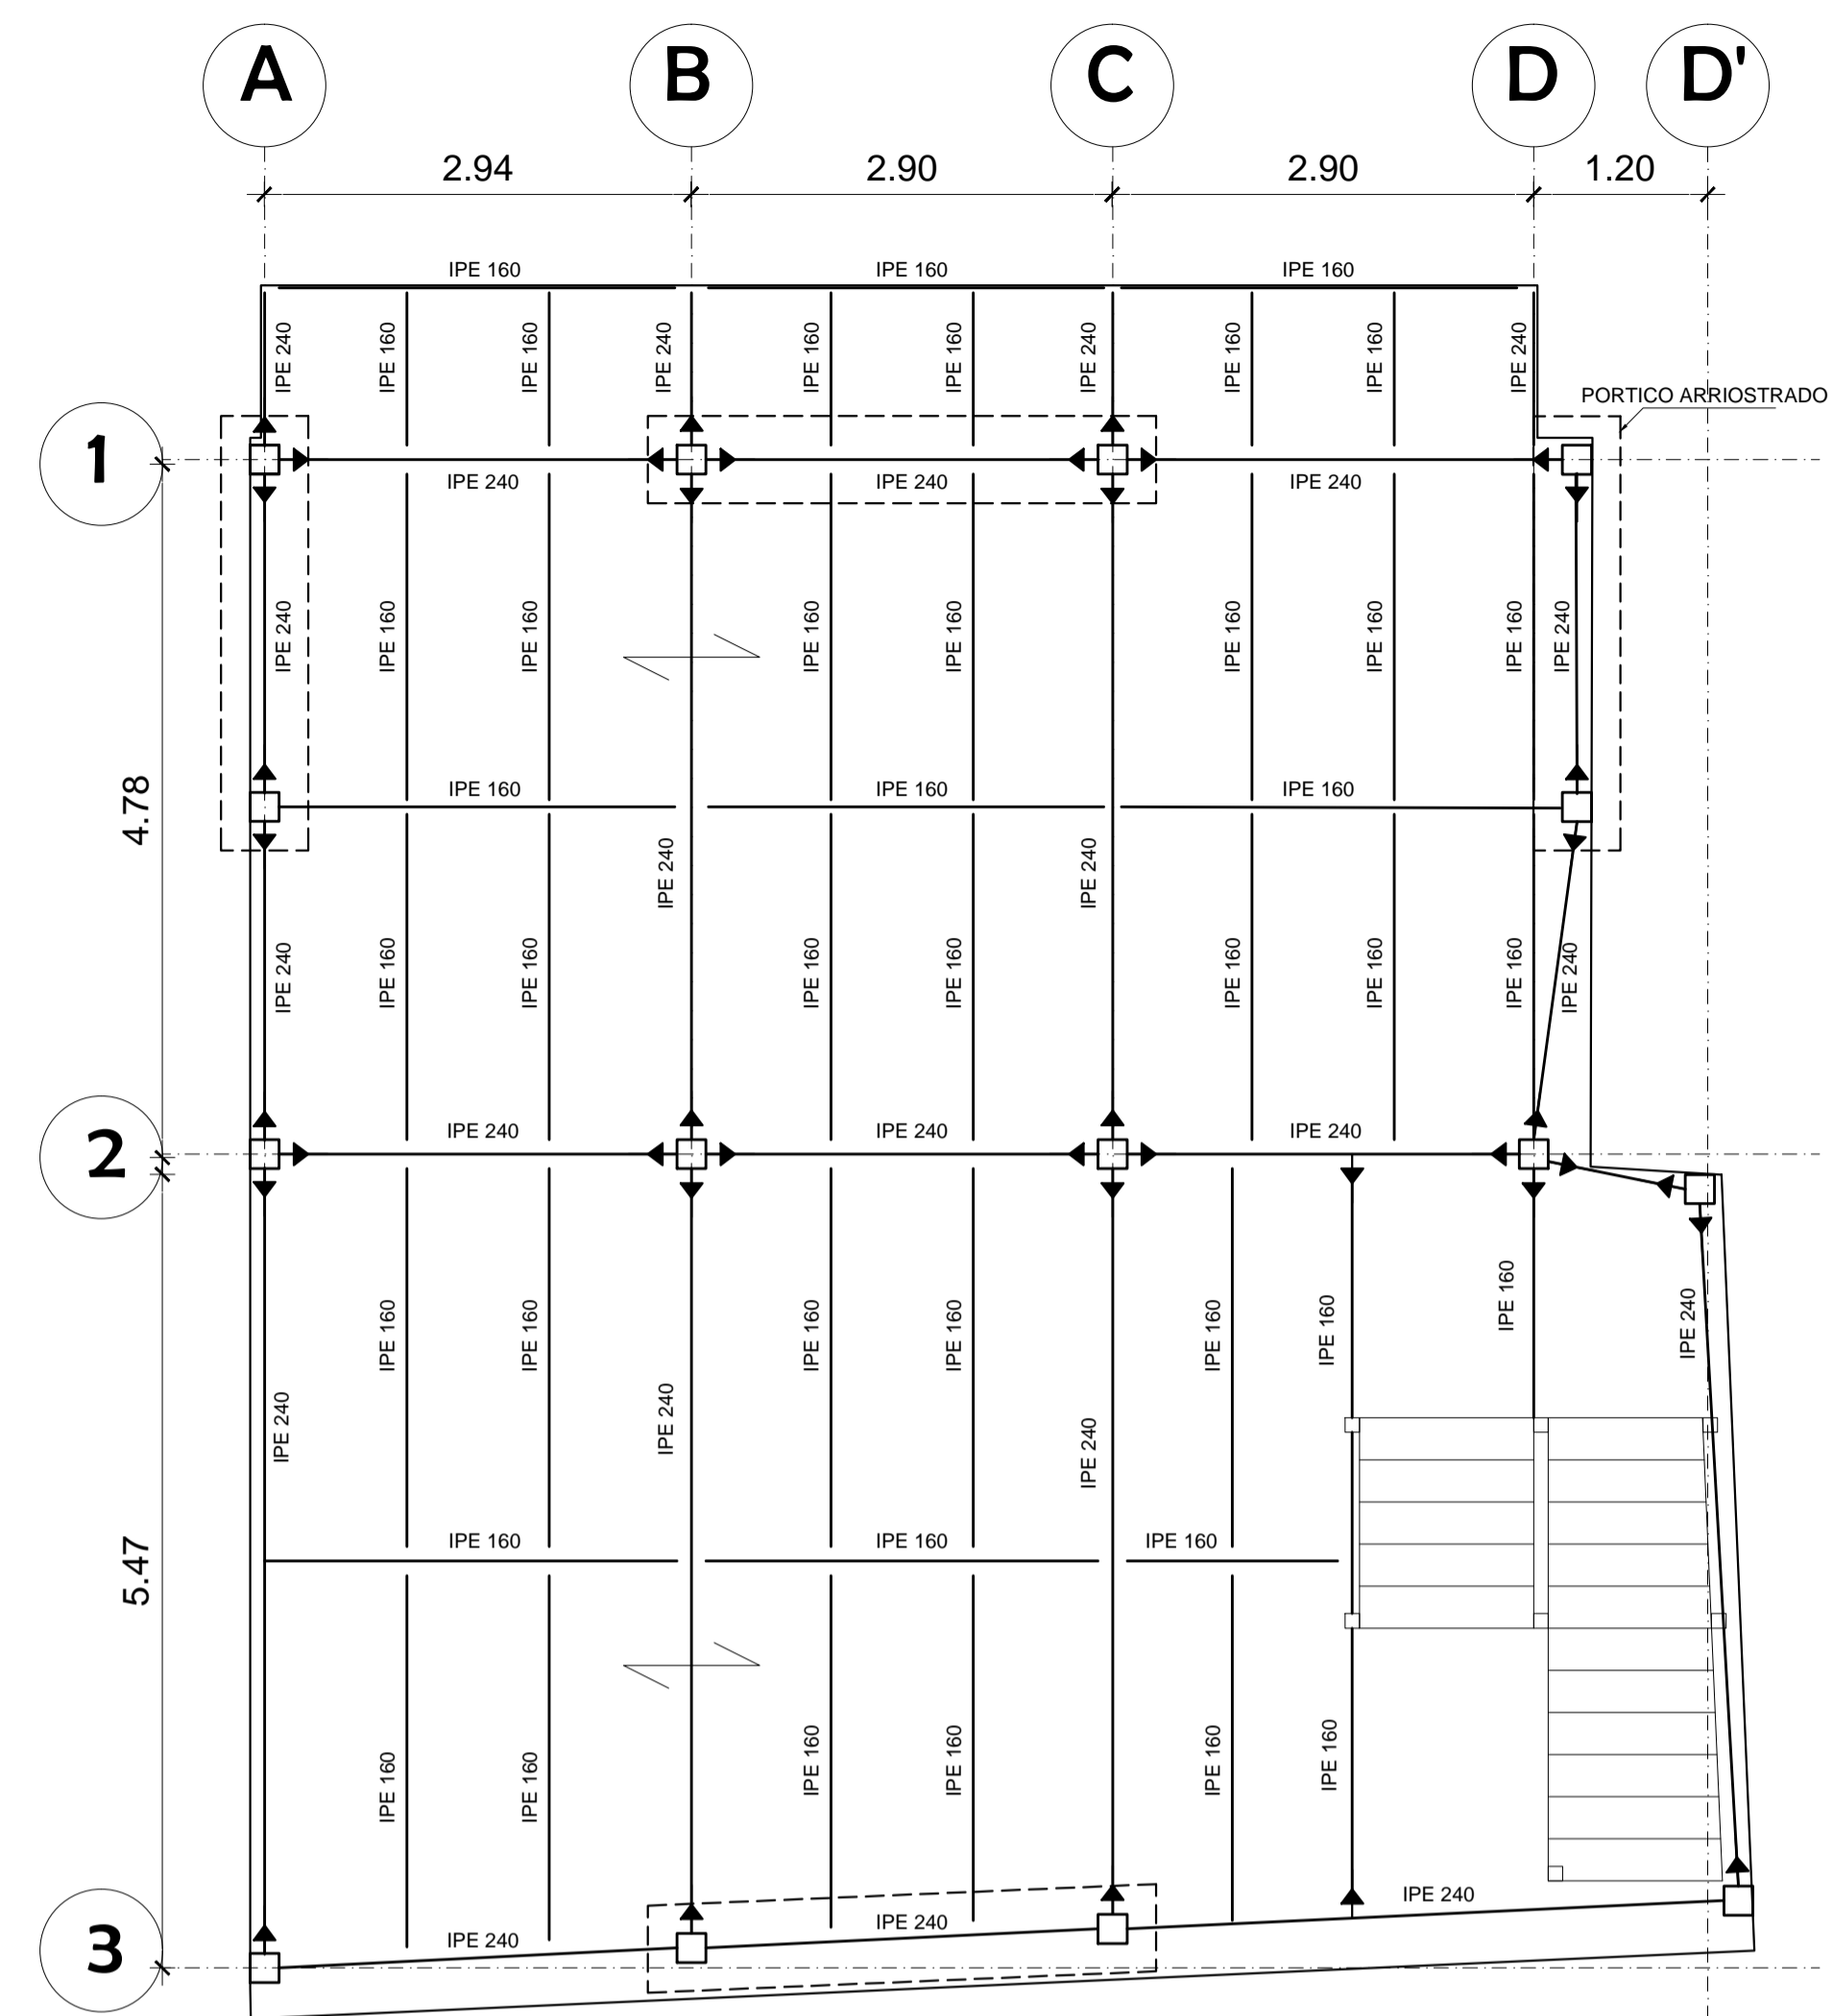 A B C D D'
2.94 2.90 2.90 1.20
IPE 160 IPE 160 IPE 160
IPE 240 IPE 160 IPE 160 IPE 240 IPE 160 IPE 160 IPE 240 IPE 160 IPE 160 IPE 240
PORTICO ARRIOSTRADO
1
IPE 240 IPE 240 IPE 240
IPE 240 IPE 160 IPE 160 IPE 160 IPE 160 IPE 160 IPE 160 IPE 160 IPE 240
IPE 160 IPE 160 IPE 160
4.78
IPE 240 IPE 240
IPE 240 IPE 160 IPE 160 IPE 160 IPE 160 IPE 160 IPE 160 IPE 160 IPE 240
IPE 240 IPE 240 IPE 240
2
IPE 160 IPE 160 IPE 160 IPE 160 IPE 160 IPE 160 IPE 160 IPE 240
IPE 240 IPE 240 IPE 240
IPE 160 IPE 160 IPE 160
5.47
IPE 160 IPE 160 IPE 160 IPE 160 IPE 160 IPE 160
IPE 240
IPE 240
IPE 240
3